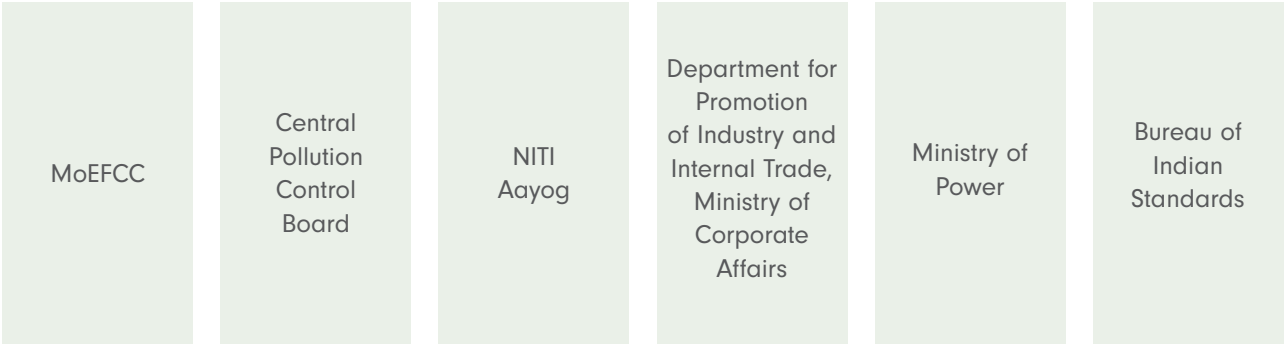 MoEFCC
Central
Pollution
Control
Board
NITI
Aayog
Department for
Promotion
of Industry and
Internal Trade,
Ministry of
Corporate
Affairs
Ministry of
Power
Bureau of
Indian
Standards